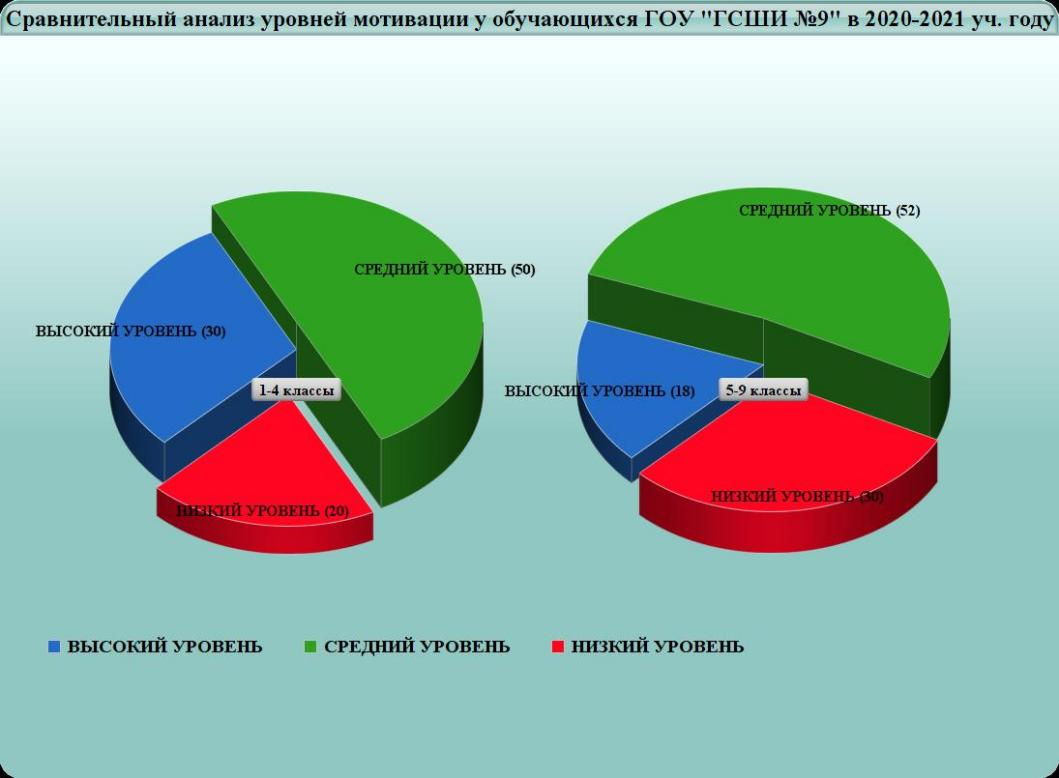 Сравнительный анализ уровней мотивации у обучающихся ГОУ "ГСШИ №9" в 2020-2021 уч. году
СРЕДНИЙ УРОВЕНЬ (50)
ВЫСОКИЙ УРОВЕНЬ (30)
1-4 классы
НИЗКИЙ УРОВЕНЬ (20)
СРЕДНИЙ УРОВЕНЬ (52)
ВЫСОКИЙ УРОВЕНЬ (18)
5-9 классы
НИЗКИЙ УРОВЕНЬ (30)
ВЫСОКИЙ УРОВЕНЬ
СРЕДНИЙ УРОВЕНЬ
НИЗКИЙ УРОВЕНЬ